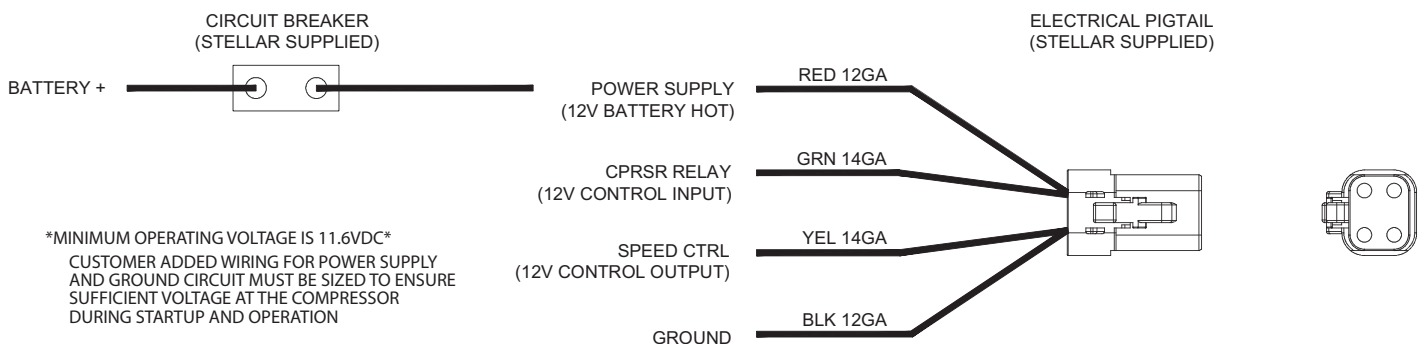 CIRCUIT BREAKER
(STELLAR SUPPLIED)
ELECTRICAL PIGTAIL
(STELLAR SUPPLIED)
BATTERY +
POWER SUPPLY
(12V BATTERY HOT)
RED 12GA
CPRSR RELAY
(12V CONTROL INPUT)
GRN 14GA
SPEED CTRL
(12V CONTROL OUTPUT)
YEL 14GA
GROUND
BLK 12GA
*MINIMUM OPERATING VOLTAGE IS 11.6VDC*
CUSTOMER ADDED WIRING FOR POWER SUPPLY
AND GROUND CIRCUIT MUST BE SIZED TO ENSURE
SUFFICIENT VOLTAGE AT THE COMPRESSOR
DURING STARTUP AND OPERATION